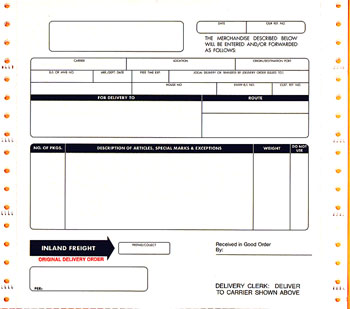 DATE
OUR REF. NO.
THE MERCHANDISE DESCRIBED BELOW
WILL BE ENTERED AND/OR FORWARDED
AS FOLLOWS:
CARRIER
LOCATION
ORIGIN/DESTINATION PORT
B/L OR AWB NO.
ARR./DEPT. DATE
FREE TIME EXP.
LOCAL DELIVERY OR TRANSFER BY (DELIVERY ORDER ISSUED TO)
HOUSE NO.
ENTRY B/L NO.
CUST. REF. NO.
FOR DELIVERY TO
ROUTE
NO. OF PKGS.
DESCRIPTION OF ARTICLES, SPECIAL MARKS & EXCEPTIONS
WEIGHT
DO NOT
USE
INLAND FREIGHT
PREPAID/COLLECT
ORIGINAL DELIVERY ORDER
Received in Good Order
By:
PER:
DELIVERY CLERK: DELIVER
TO CARRIER SHOWN ABOVE.